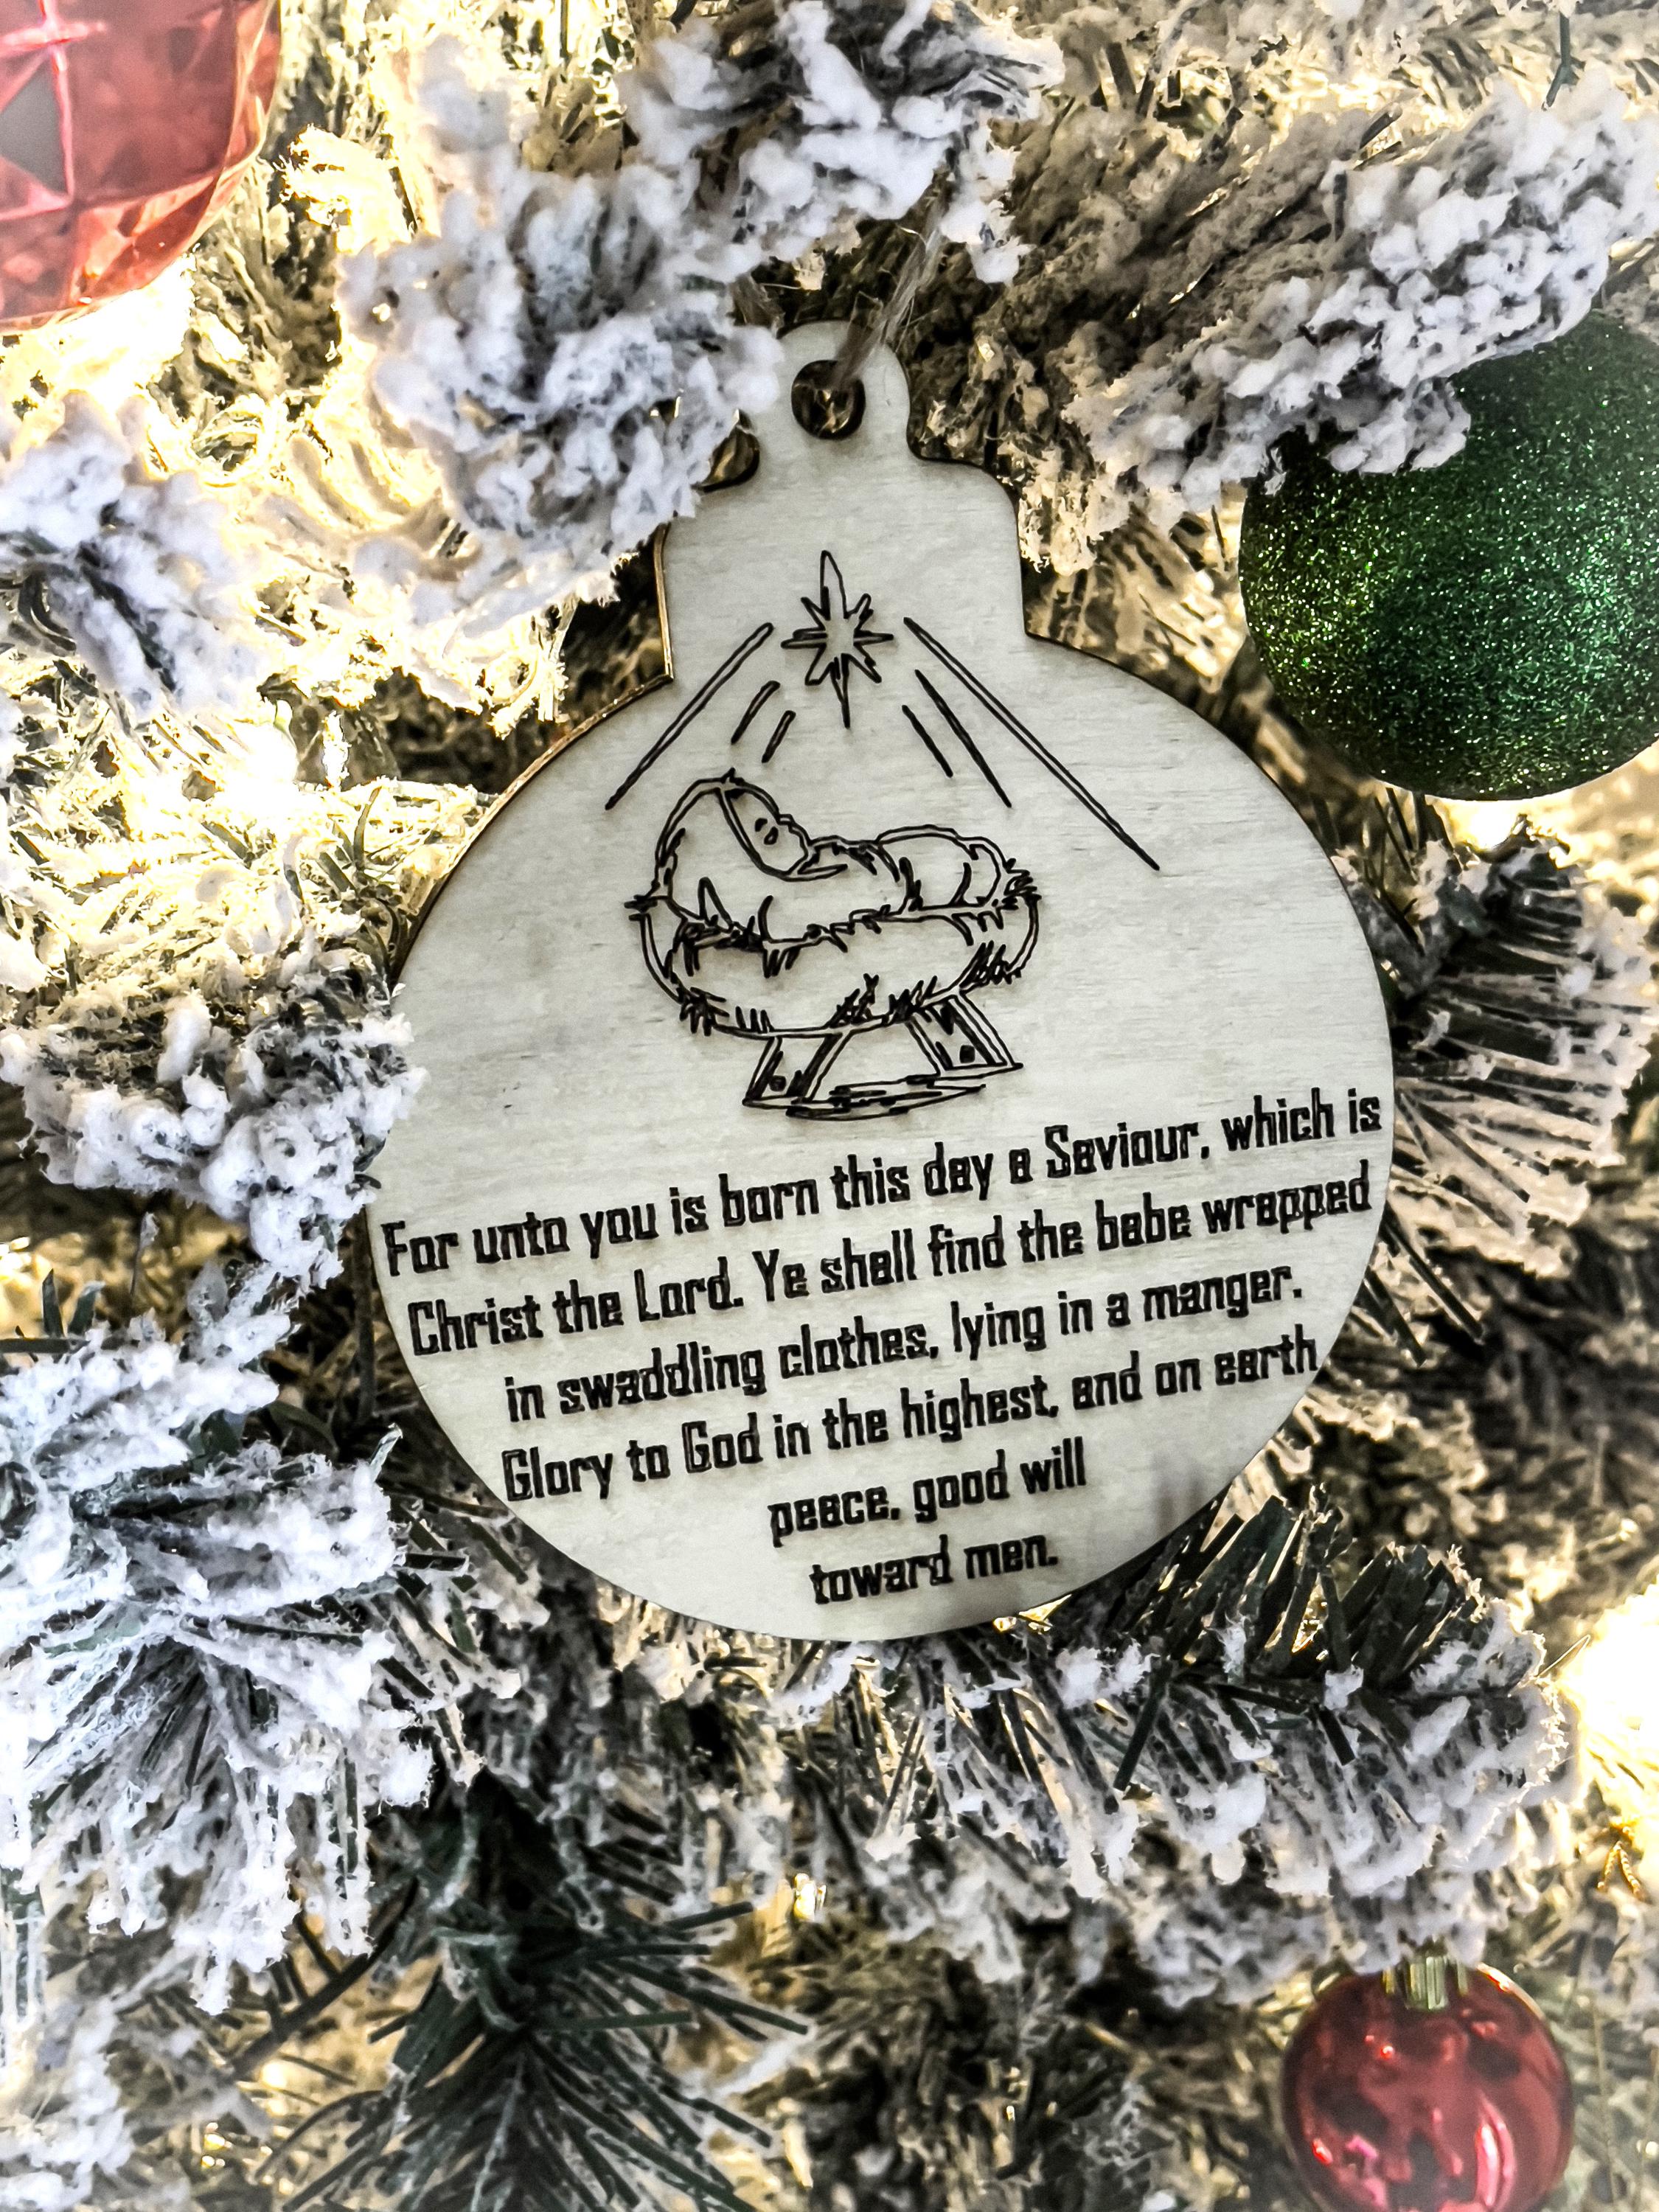 For unto you is born this day a Saviour, which is
Christ the Lord. Ye shall find the babe wrapped
in swaddling clothes, lying in a manger.
Glory to God in the highest, and on earth
peace, good will
toward men.